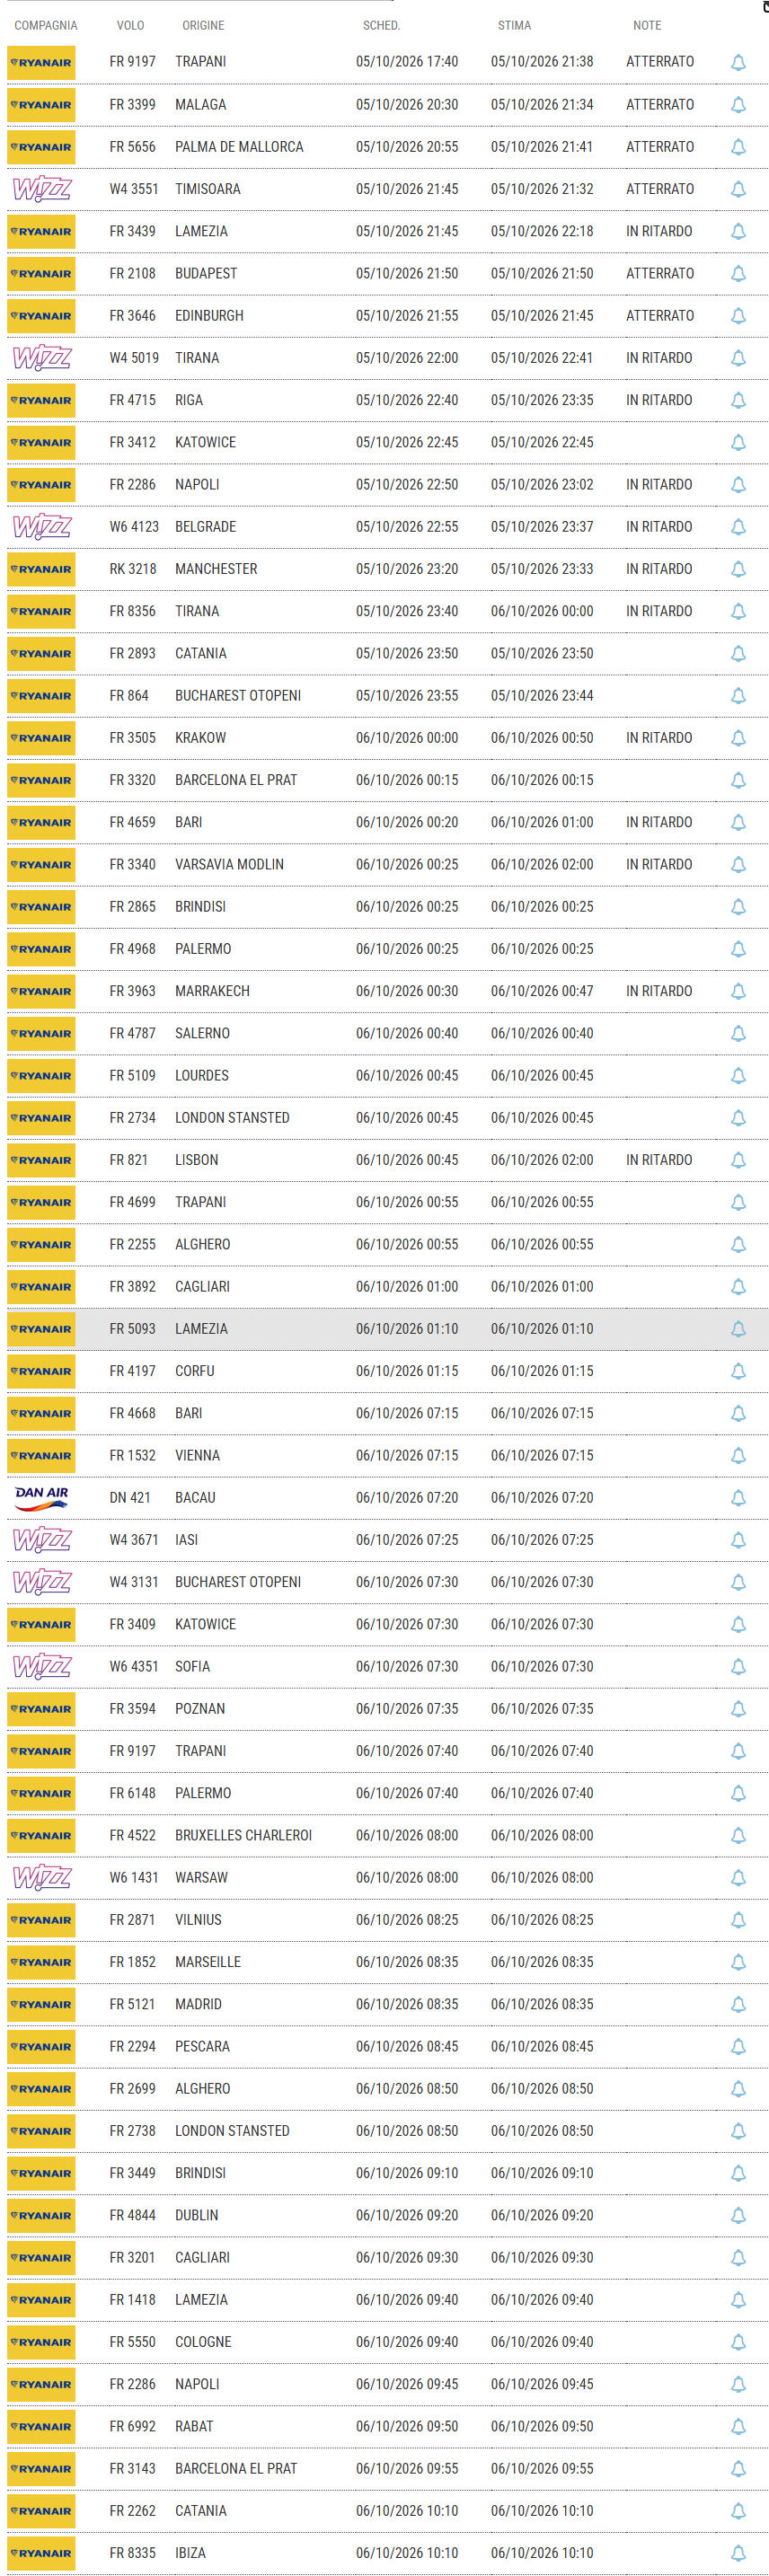 COMPAGNIA VOLO ORIGINE SCHED. STIMA NOTE
RYANAIR FR 9197 TRAPANI 05/10/2026 17:40 05/10/2026 21:38 ATTERRATO
RYANAIR FR 3399 MALAGA 05/10/2026 20:30 05/10/2026 21:34 ATTERRATO
RYANAIR FR 5656 PALMA DE MALLORCA 05/10/2026 20:55 05/10/2026 21:41 ATTERRATO
WIZZ W4 3551 TIMISOARA 05/10/2026 21:45 05/10/2026 21:32 ATTERRATO
RYANAIR FR 3439 LAMEZIA 05/10/2026 21:45 05/10/2026 22:18 IN RITARDO
RYANAIR FR 2108 BUDAPEST 05/10/2026 21:50 05/10/2026 21:50 ATTERRATO
RYANAIR FR 3646 EDINBURGH 05/10/2026 21:55 05/10/2026 21:45 ATTERRATO
WIZZ W4 5019 TIRANA 05/10/2026 22:00 05/10/2026 22:41 IN RITARDO
RYANAIR FR 4715 RIGA 05/10/2026 22:40 05/10/2026 23:35 IN RITARDO
RYANAIR FR 3412 KATOWICE 05/10/2026 22:45 05/10/2026 22:45
RYANAIR FR 2286 NAPOLI 05/10/2026 22:50 05/10/2026 23:02 IN RITARDO
WIZZ W6 4123 BELGRADE 05/10/2026 22:55 05/10/2026 23:37 IN RITARDO
RYANAIR RK 3218 MANCHESTER 05/10/2026 23:20 05/10/2026 23:33 IN RITARDO
RYANAIR FR 8356 TIRANA 05/10/2026 23:40 06/10/2026 00:00 IN RITARDO
RYANAIR FR 2893 CATANIA 05/10/2026 23:50 05/10/2026 23:50
RYANAIR FR 864 BUCHAREST OTOPENI 05/10/2026 23:55 05/10/2026 23:44
RYANAIR FR 3505 KRAKOW 06/10/2026 00:00 06/10/2026 00:50 IN RITARDO
RYANAIR FR 3320 BARCELONA EL PRAT 06/10/2026 00:15 06/10/2026 00:15
RYANAIR FR 4659 BARI 06/10/2026 00:20 06/10/2026 01:00 IN RITARDO
RYANAIR FR 3340 VARSAVIA MODLIN 06/10/2026 00:25 06/10/2026 02:00 IN RITARDO
RYANAIR FR 2865 BRINDISI 06/10/2026 00:25 06/10/2026 00:25
RYANAIR FR 4968 PALERMO 06/10/2026 00:25 06/10/2026 00:25
RYANAIR FR 3963 MARRAKECH 06/10/2026 00:30 06/10/2026 00:47 IN RITARDO
RYANAIR FR 4787 SALERNO 06/10/2026 00:40 06/10/2026 00:40
RYANAIR FR 5109 LOURDES 06/10/2026 00:45 06/10/2026 00:45
RYANAIR FR 2734 LONDON STANSTED 06/10/2026 00:45 06/10/2026 00:45
RYANAIR FR 821 LISBON 06/10/2026 00:45 06/10/2026 02:00 IN RITARDO
RYANAIR FR 4699 TRAPANI 06/10/2026 00:55 06/10/2026 00:55
RYANAIR FR 2255 ALGHERO 06/10/2026 00:55 06/10/2026 00:55
RYANAIR FR 3892 CAGLIARI 06/10/2026 01:00 06/10/2026 01:00
RYANAIR FR 5093 LAMEZIA 06/10/2026 01:10 06/10/2026 01:10
RYANAIR FR 4197 CORFU 06/10/2026 01:15 06/10/2026 01:15
RYANAIR FR 4668 BARI 06/10/2026 07:15 06/10/2026 07:15
RYANAIR FR 1532 VIENNA 06/10/2026 07:15 06/10/2026 07:15
DAN AIR DN 421 BACAU 06/10/2026 07:20 06/10/2026 07:20
WIZZ W4 3671 IASI 06/10/2026 07:25 06/10/2026 07:25
WIZZ W4 3131 BUCHAREST OTOPENI 06/10/2026 07:30 06/10/2026 07:30
RYANAIR FR 3409 KATOWICE 06/10/2026 07:30 06/10/2026 07:30
WIZZ W6 4351 SOFIA 06/10/2026 07:30 06/10/2026 07:30
RYANAIR FR 3594 POZNAN 06/10/2026 07:35 06/10/2026 07:35
RYANAIR FR 9197 TRAPANI 06/10/2026 07:40 06/10/2026 07:40
RYANAIR FR 6148 PALERMO 06/10/2026 07:40 06/10/2026 07:40
RYANAIR FR 4522 BRUXELLES CHARLEROI 06/10/2026 08:00 06/10/2026 08:00
WIZZ W6 1431 WARSAW 06/10/2026 08:00 06/10/2026 08:00
RYANAIR FR 2871 VILNIUS 06/10/2026 08:25 06/10/2026 08:25
RYANAIR FR 1852 MARSEILLE 06/10/2026 08:35 06/10/2026 08:35
RYANAIR FR 5121 MADRID 06/10/2026 08:35 06/10/2026 08:35
RYANAIR FR 2294 PESCARA 06/10/2026 08:45 06/10/2026 08:45
RYANAIR FR 2699 ALGHERO 06/10/2026 08:50 06/10/2026 08:50
RYANAIR FR 2738 LONDON STANSTED 06/10/2026 08:50 06/10/2026 08:50
RYANAIR FR 3449 BRINDISI 06/10/2026 09:10 06/10/2026 09:10
RYANAIR FR 4844 DUBLIN 06/10/2026 09:20 06/10/2026 09:20
RYANAIR FR 3201 CAGLIARI 06/10/2026 09:30 06/10/2026 09:30
RYANAIR FR 1418 LAMEZIA 06/10/2026 09:40 06/10/2026 09:40
RYANAIR FR 5550 COLOGNE 06/10/2026 09:40 06/10/2026 09:40
RYANAIR FR 2286 NAPOLI 06/10/2026 09:45 06/10/2026 09:45
RYANAIR FR 6992 RABAT 06/10/2026 09:50 06/10/2026 09:50
RYANAIR FR 3143 BARCELONA EL PRAT 06/10/2026 09:55 06/10/2026 09:55
RYANAIR FR 2262 CATANIA 06/10/2026 10:10 06/10/2026 10:10
RYANAIR FR 8335 IBIZA 06/10/2026 10:10 06/10/2026 10:10